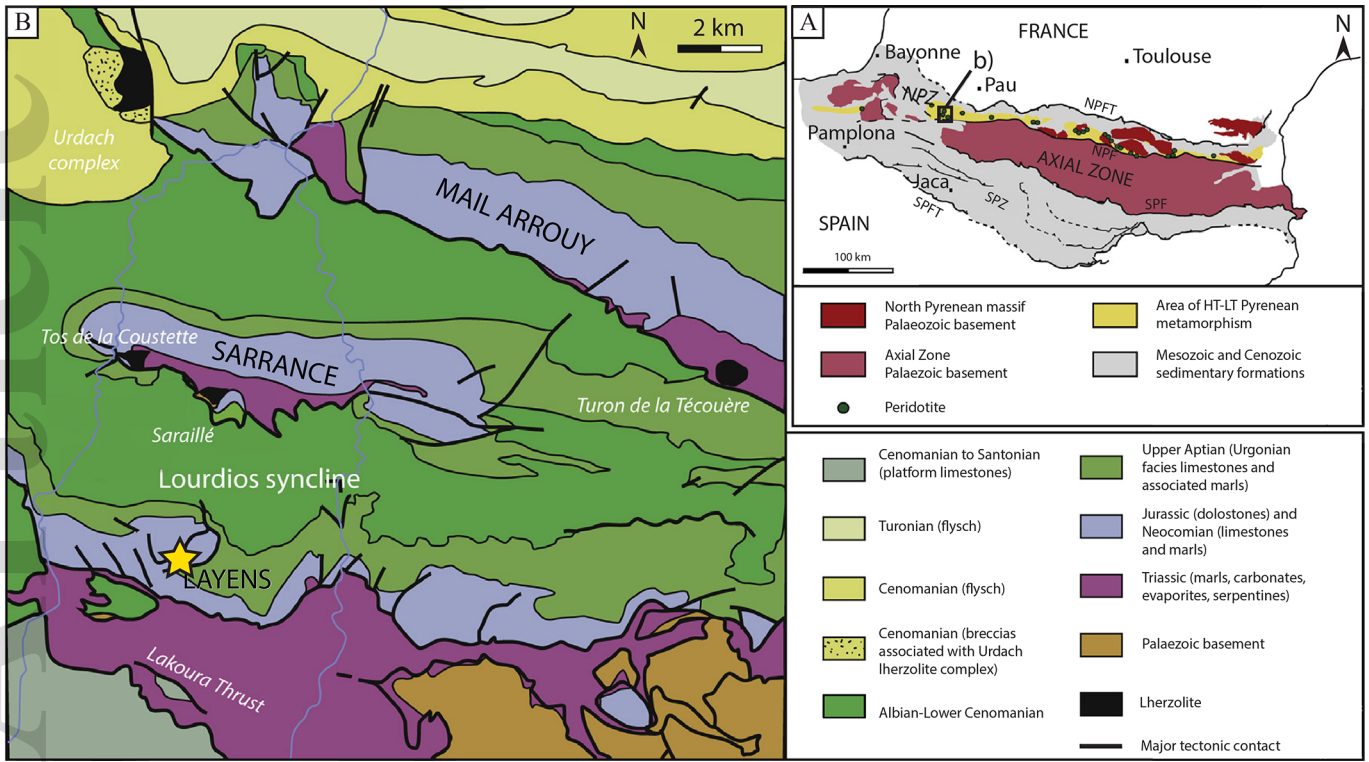 B
N
2 km
Urdach
complex
MAIL ARROUY
Tos de la Coustette
SARRANCE
Turon de la Técouère
Saraillé
Lourdios syncline
LAYENS
Lakoura Thrust
A
FRANCE
N
Bayonne
Toulouse
b)
Pau
NPZ
NPFT
Pamplona
NPF
AXIAL ZONE
Jaca
SPZ
SPFT
SPF
SPAIN
100 km
North Pyrenean massif
Palaeozoic basement
Area of HT-LT Pyrenean
metamorphism
Axial Zone
Palaezoic basement
Mesozoic and Cenozoic
sedimentary formations
Peridotite
Cenomanian to Santonian
(platform limestones)
Turonian (flysch)
Cenomanian (flysch)
Cenomanian (breccias
associated with Urdach
lherzolite complex)
Albian-Lower Cenomanian
Upper Aptian (Urgonian
facies limestones and
associated marls)
Jurassic (dolostones) and
Neocomian (limestones
and marls)
Triassic (marls, carbonates,
evaporites, serpentines)
Palaezoic basement
Lherzolite
Major tectonic contact